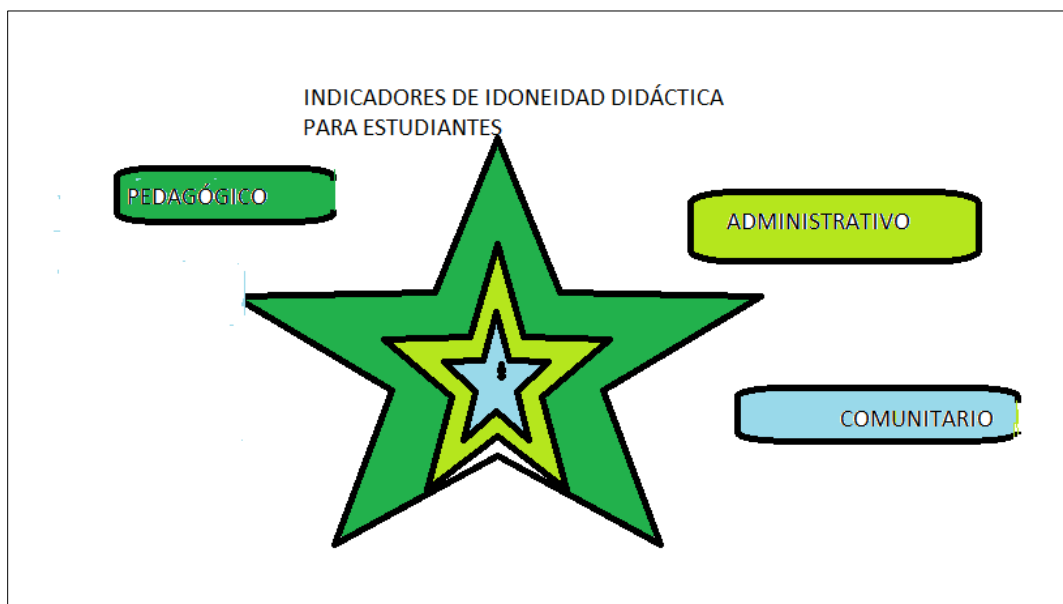 INDICADORES DE IDONEIDAD DIDÁCTICA
PARA ESTUDIANTES
PEDAGÓGICO
ADMINISTRATIVO
COMUNITARIO